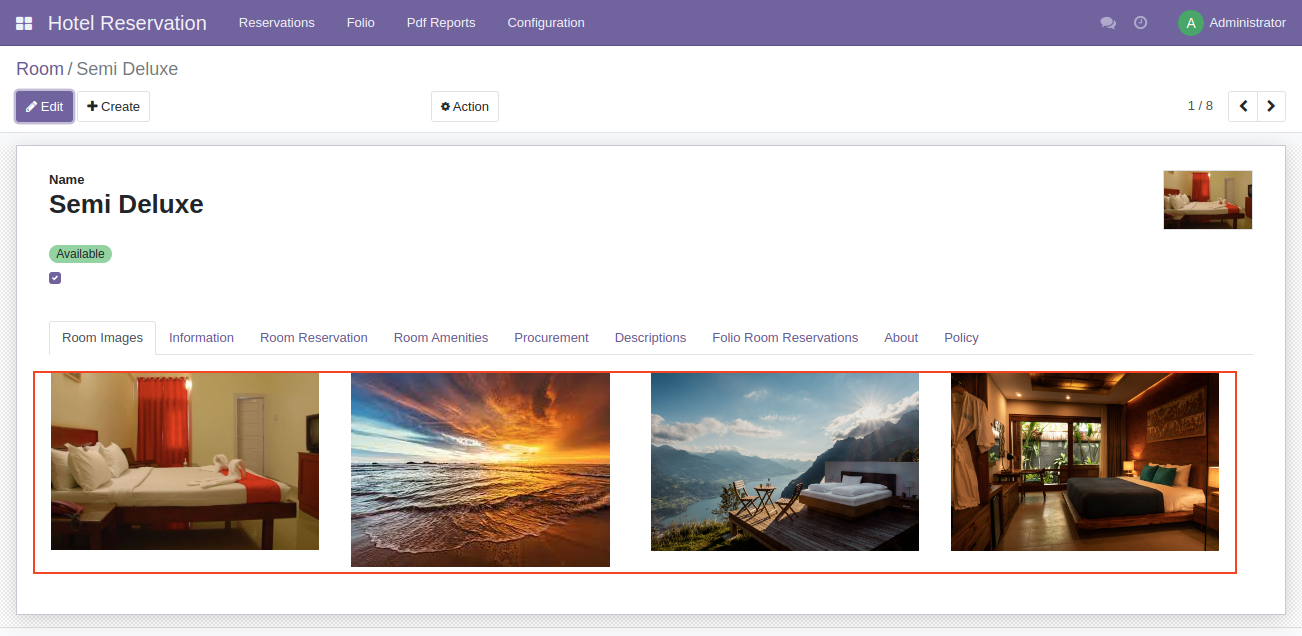 Hotel Reservation Reservations Folio Pdf Reports Configuration A Administrator
Room / Semi Deluxe
Edit Create Action 1 / 8
Name
Semi Deluxe
Available
Room Images Information Room Reservation Room Amenities Procurement Descriptions Folio Room Reservations About Policy